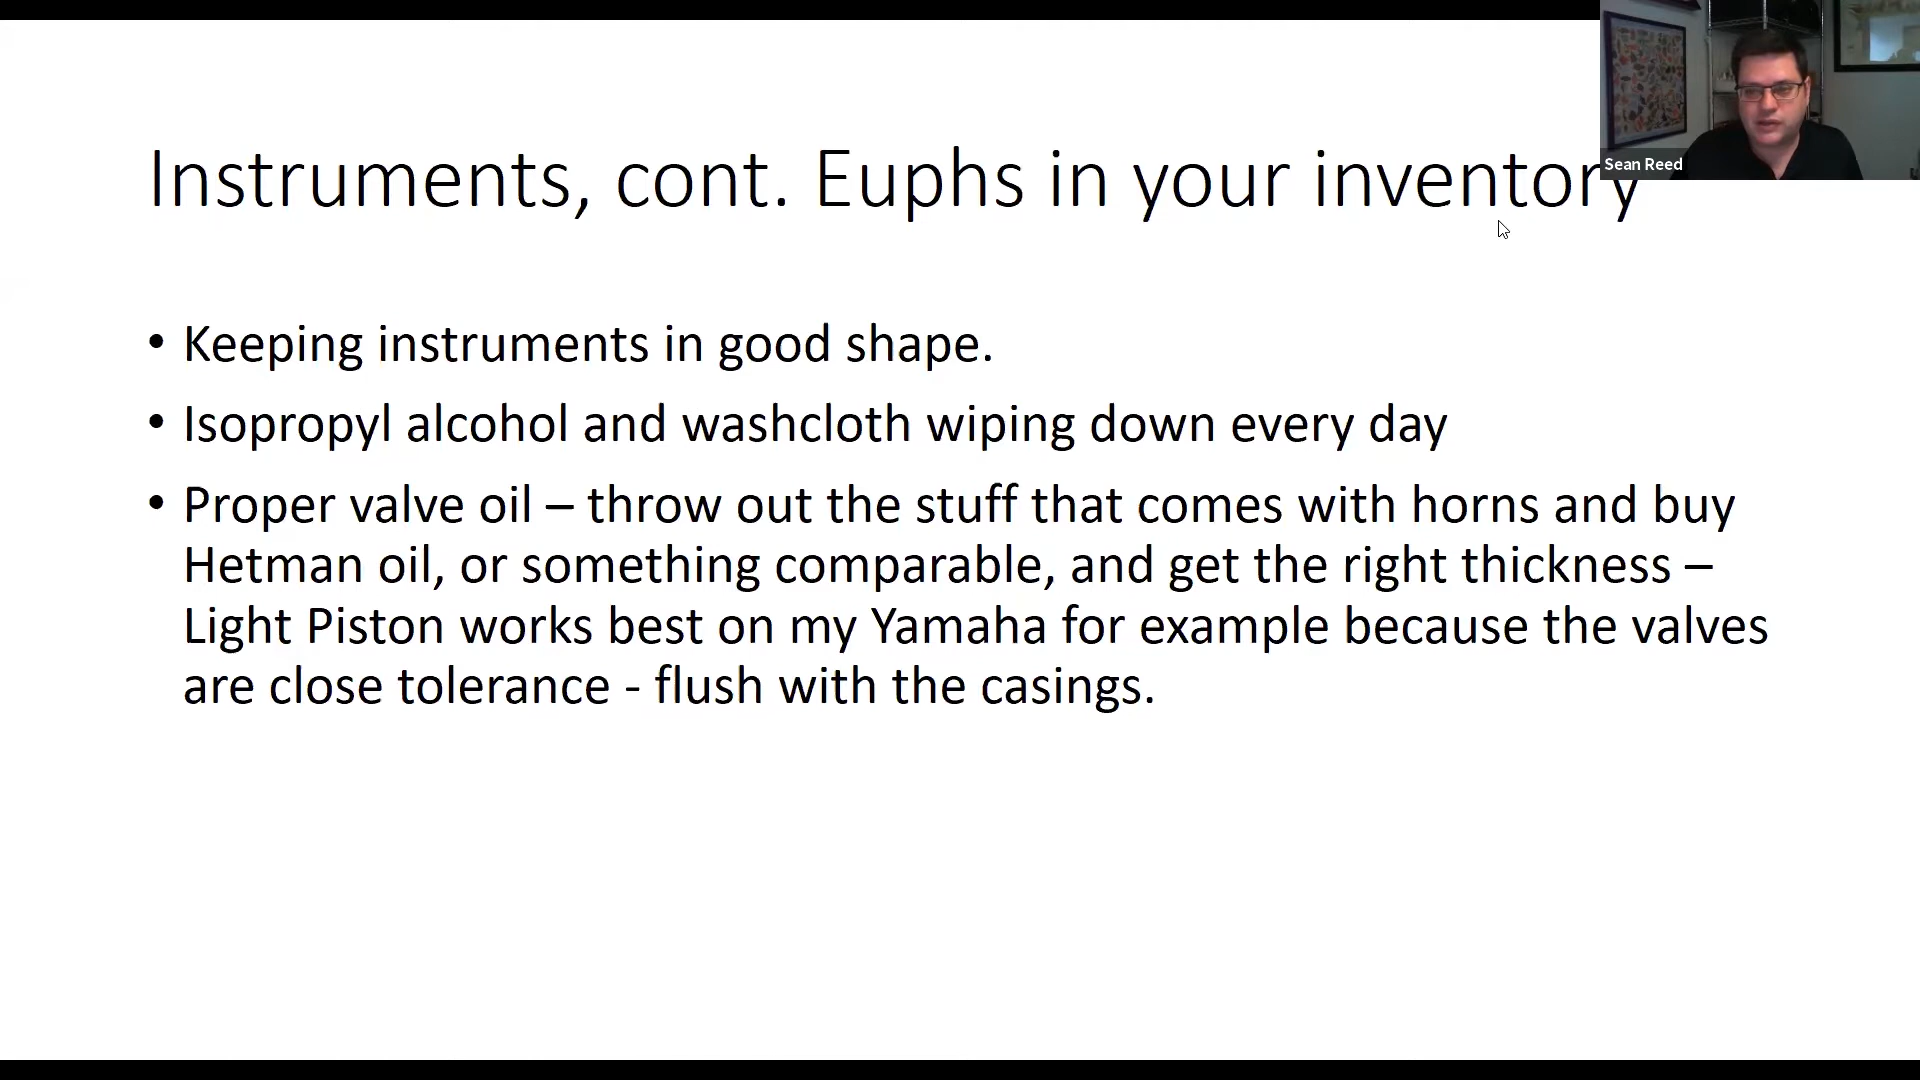 Instruments, cont. Euphs in your inventory
Sean Reed
• Keeping instruments in good shape.
• Isopropyl alcohol and washcloth wiping down every day
• Proper valve oil – throw out the stuff that comes with horns and buy
Hetman oil, or something comparable, and get the right thickness –
Light Piston works best on my Yamaha for example because the valves
are close tolerance - flush with the casings.